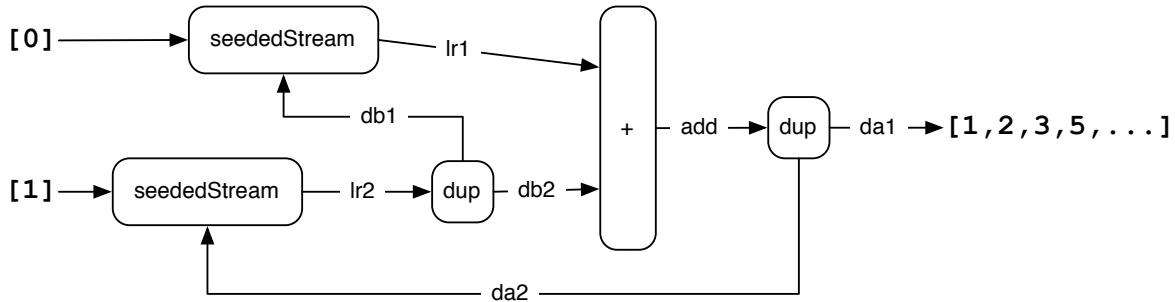 [0]
seededStream
lr1
db1
+
add
dup
da1
[1,2,3,5,...]
[1]
seededStream
lr2
dup
db2
da2